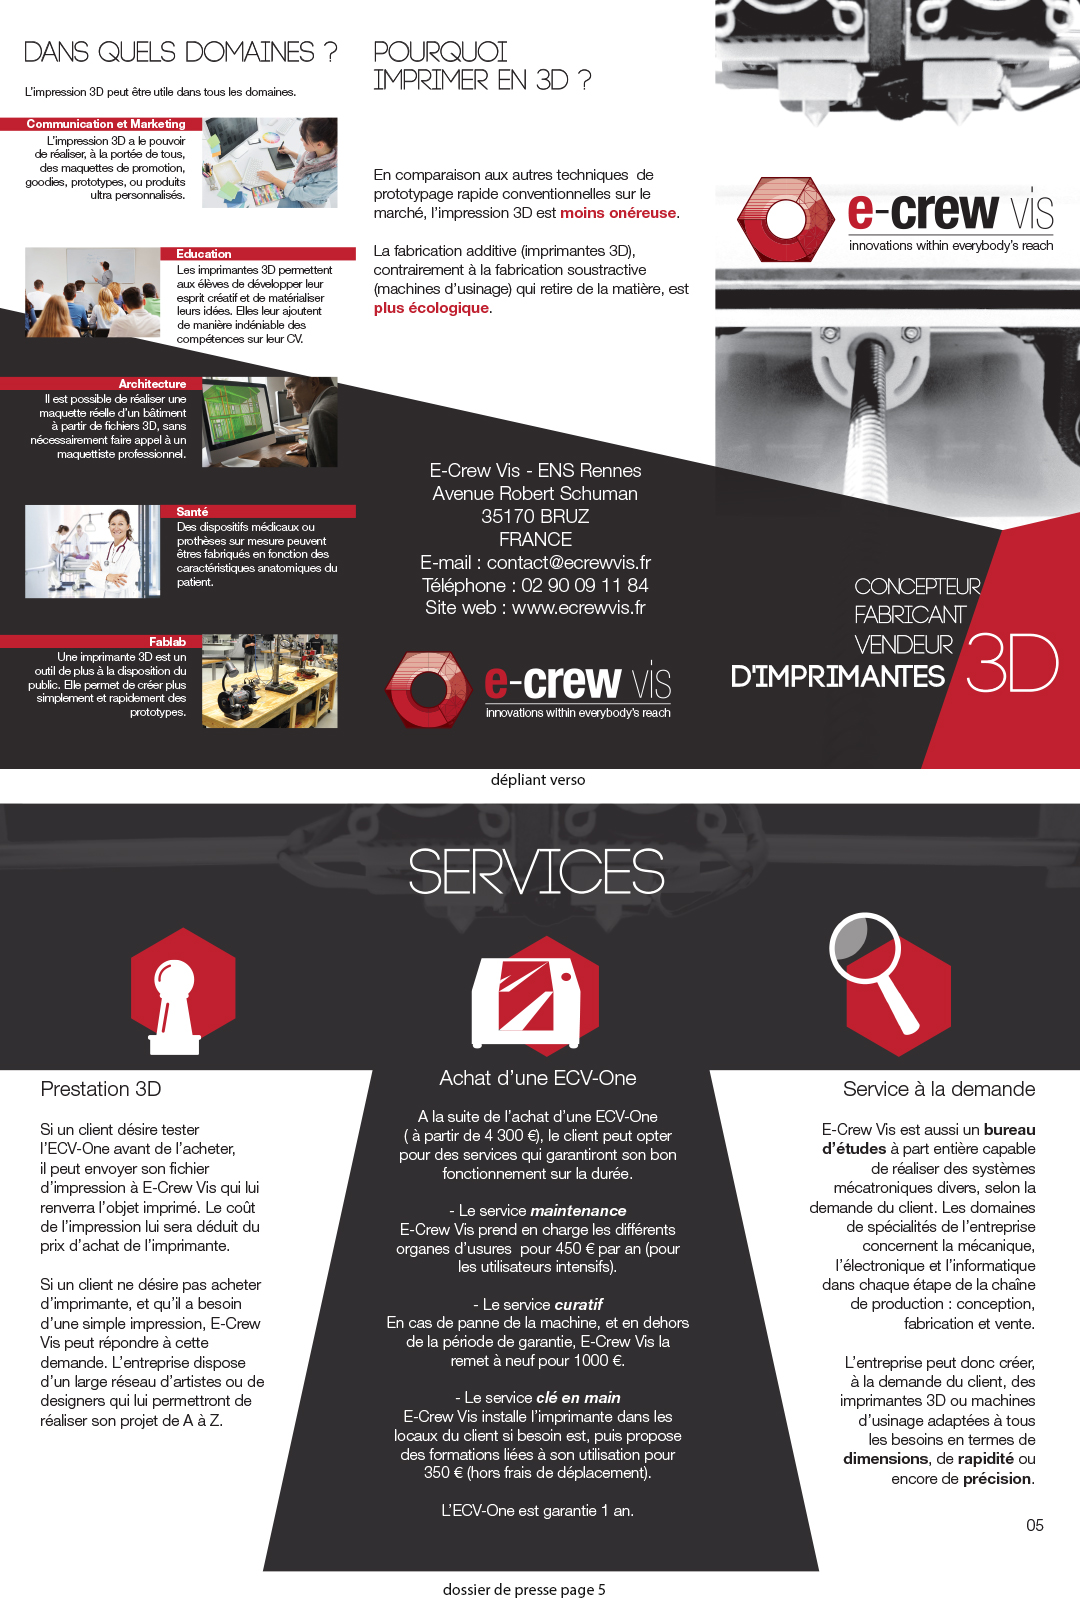 DANS QUELS DOMAINES ?
L'impression 3D peut être utile dans tous les domaines.
Communication et Marketing
L'impression 3D a le pouvoir
de réaliser, à la portée de tous,
des maquettes de promotion,
goodies, prototypes, ou produits
ultra personnalisés.
Education
Les imprimantes 3D permettent
aux élèves de développer leur
esprit créatif et de matérialiser
leurs idées. Elles leur ajoutent
de manière indéniable des
compétences sur leur CV.
Architecture
Il est possible de réaliser une
maquette réelle d'un bâtiment
à partir de fichiers 3D, sans
nécessairement faire appel à un
maquettiste professionnel.
Santé
Des dispositifs médicaux ou
prothèses sur mesure peuvent
êtres fabriqués en fonction des
caractéristiques anatomiques du
patient.
Fablab
Une imprimante 3D est un
outil de plus à la disposition du
public. Elle permet de créer plus
simplement et rapidement des
prototypes.
POURQUOI
IMPRIMER EN 3D ?
En comparaison aux autres techniques de
prototypage rapide conventionnelles sur le
marché, l'impression 3D est moins onéreuse.
La fabrication additive (imprimantes 3D),
contrairement à la fabrication soustractive
(machines d'usinage) qui retire de la matière, est
plus écologique.
E-Crew Vis - ENS Rennes
Avenue Robert Schuman
35170 BRUZ
FRANCE
E-mail : contact@ecrewvis.fr
Téléphone : 02 90 09 11 84
Site web : www.ecrewvis.fr
e-crew vis
innovations within everybody's reach
e-crew vis
innovations within everybody's reach
CONCEPTEUR
FABRICANT
VENDEUR
D'IMPRIMANTES 3D
dépliant verso
SERVICES
Prestation 3D
Si un client désire tester
l'ECV-One avant de l'acheter,
il peut envoyer son fichier
d'impression à E-Crew Vis qui lui
renverra l'objet imprimé. Le coût
de l'impression lui sera déduit du
prix d'achat de l'imprimante.
Si un client ne désire pas acheter
d'imprimante, et qu'il a besoin
d'une simple impression, E-Crew
Vis peut répondre à cette
demande. L'entreprise dispose
d'un large réseau d'artistes ou de
designers qui lui permettront de
réaliser son projet de A à Z.
Achat d'une ECV-One
A la suite de l'achat d'une ECV-One
( à partir de 4 300 €), le client peut opter
pour des services qui garantiront son bon
fonctionnement sur la durée.
- Le service maintenance
E-Crew Vis prend en charge les différents
organes d'usures pour 450 € par an (pour
les utilisateurs intensifs).
- Le service curatif
En cas de panne de la machine, et en dehors
de la période de garantie, E-Crew Vis la
remet à neuf pour 1000 €.
- Le service clé en main
E-Crew Vis installe l'imprimante dans les
locaux du client si besoin est, puis propose
des formations liées à son utilisation pour
350 € (hors frais de déplacement).
L'ECV-One est garantie 1 an.
Service à la demande
E-Crew Vis est aussi un bureau
d'études à part entière capable
de réaliser des systèmes
mécatroniques divers, selon la
demande du client. Les domaines
de spécialités de l'entreprise
concernent la mécanique,
l'électronique et l'informatique
dans chaque étape de la chaîne
de production : conception,
fabrication et vente.
L'entreprise peut donc créer,
à la demande du client, des
imprimantes 3D ou machines
d'usinage adaptées à tous
les besoins en termes de
dimensions, de rapidité ou
encore de précision.
05
dossier de presse page 5